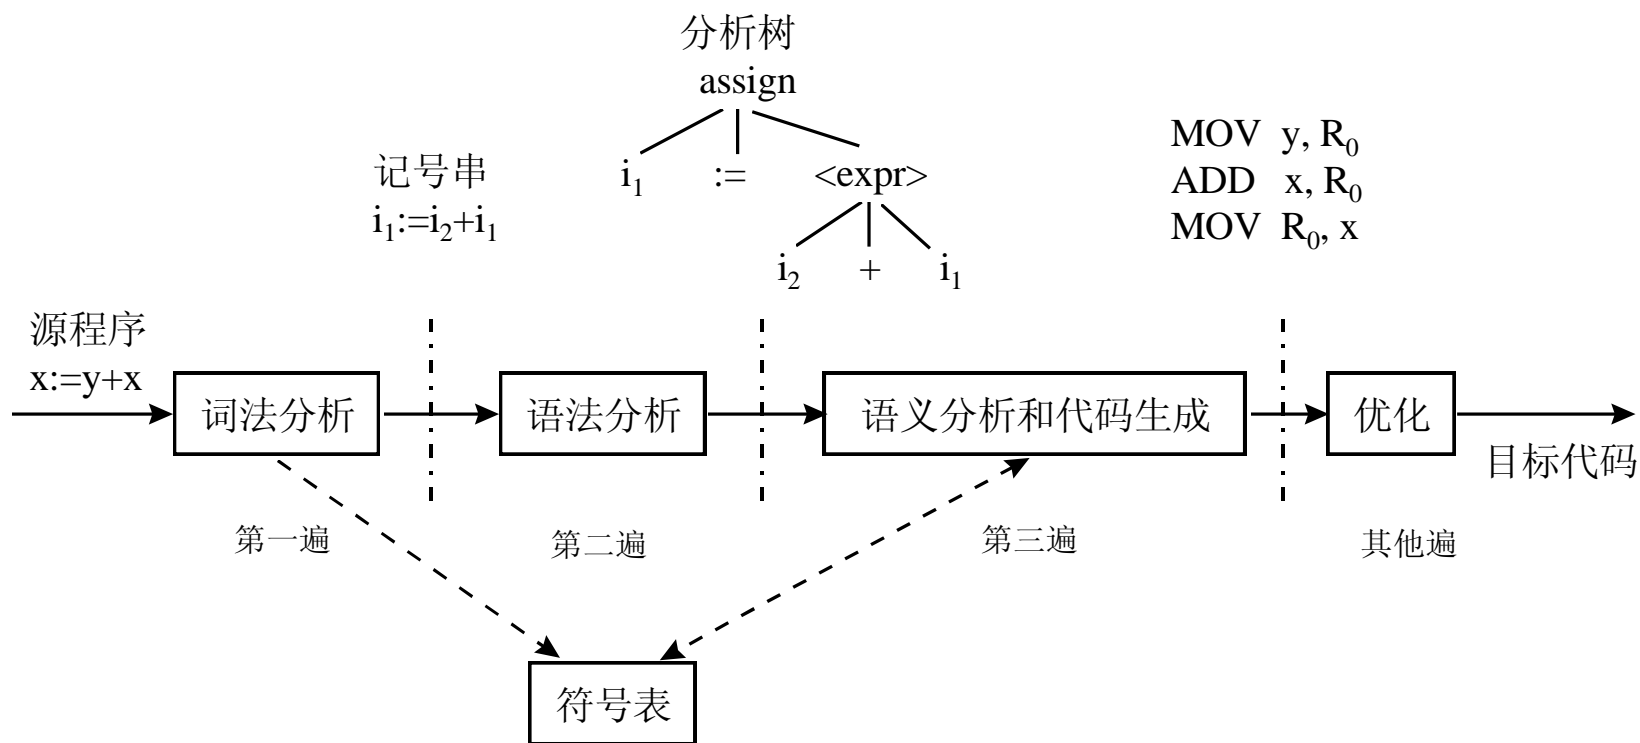 分析树
assign
i₁ := <expr>
i₂ + i₁
记号串
i₁:=i₂+i₁
MOV y, R₀
ADD x, R₀
MOV R₀, x
源程序
x:=y+x
词法分析
语法分析
语义分析和代码生成
优化
目标代码
第一遍
第二遍
第三遍
其他遍
符号表